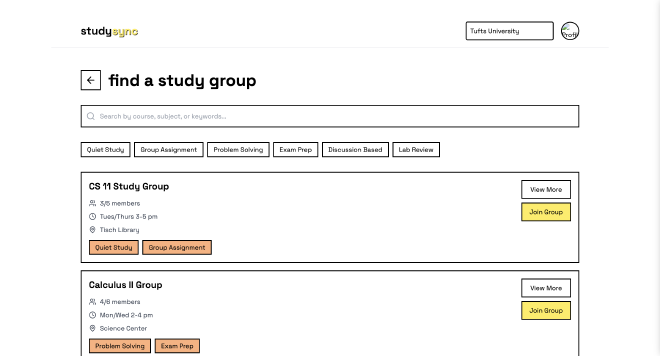 studysync
Tufts University
Profi
find a study group
Search by course, subject, or keywords...
Quiet Study Group Assignment Problem Solving Exam Prep Discussion Based Lab Review
CS 11 Study Group
View More
3/5 members
Tues/Thurs 3-5 pm
Join Group
Tisch Library
Quiet Study Group Assignment
Calculus II Group
View More
4/6 members
Mon/Wed 2-4 pm
Join Group
Science Center
Problem Solving Exam Prep